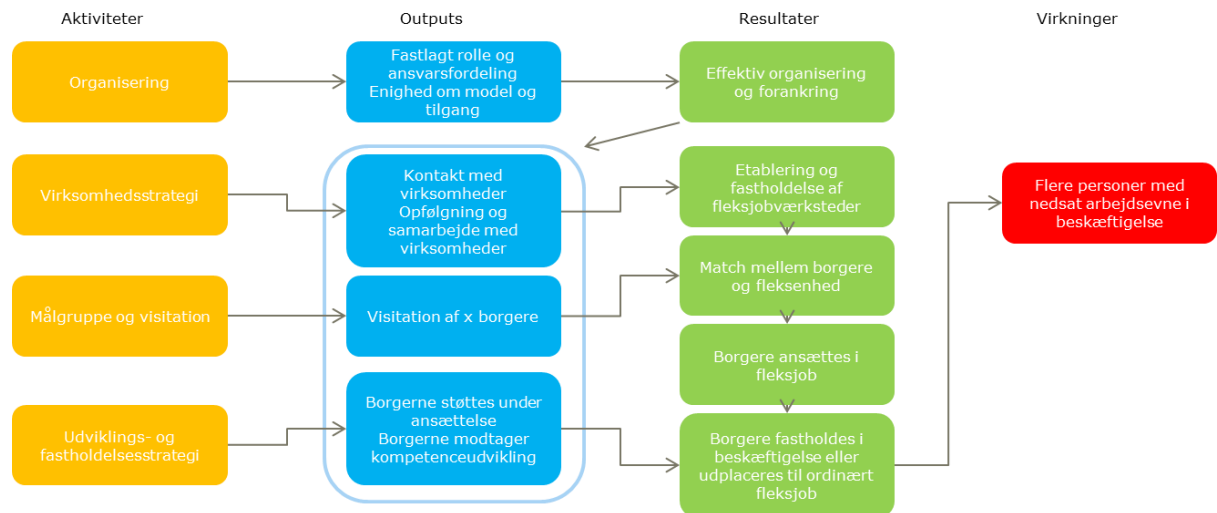 Aktiviteter
Outputs
Resultater
Virkninger
Organisering
Fastlagt rolle og
ansvarsfordeling
Enighed om model og
tilgang
Effektiv organisering
og forankring
Virksomhedsstrategi
Kontakt med
virksomheder
Opfølgning og
samarbejde med
virksomheder
Etablering og
fastholdelse af
fleksjobværksteder
Flere personer med
nedsat arbejdsevne i
beskæftigelse
Målgruppe og visitation
Visitation af x borgere
Match mellem borgere
og fleksenhed
Borgere ansættes i
fleksjob
Udviklings- og
fastholdelsesstrategi
Borgerne støttes under
ansættelse
Borgerne modtager
kompetenceudvikling
Borgere fastholdes i
beskæftigelse eller
udplaceres til ordinært
fleksjob